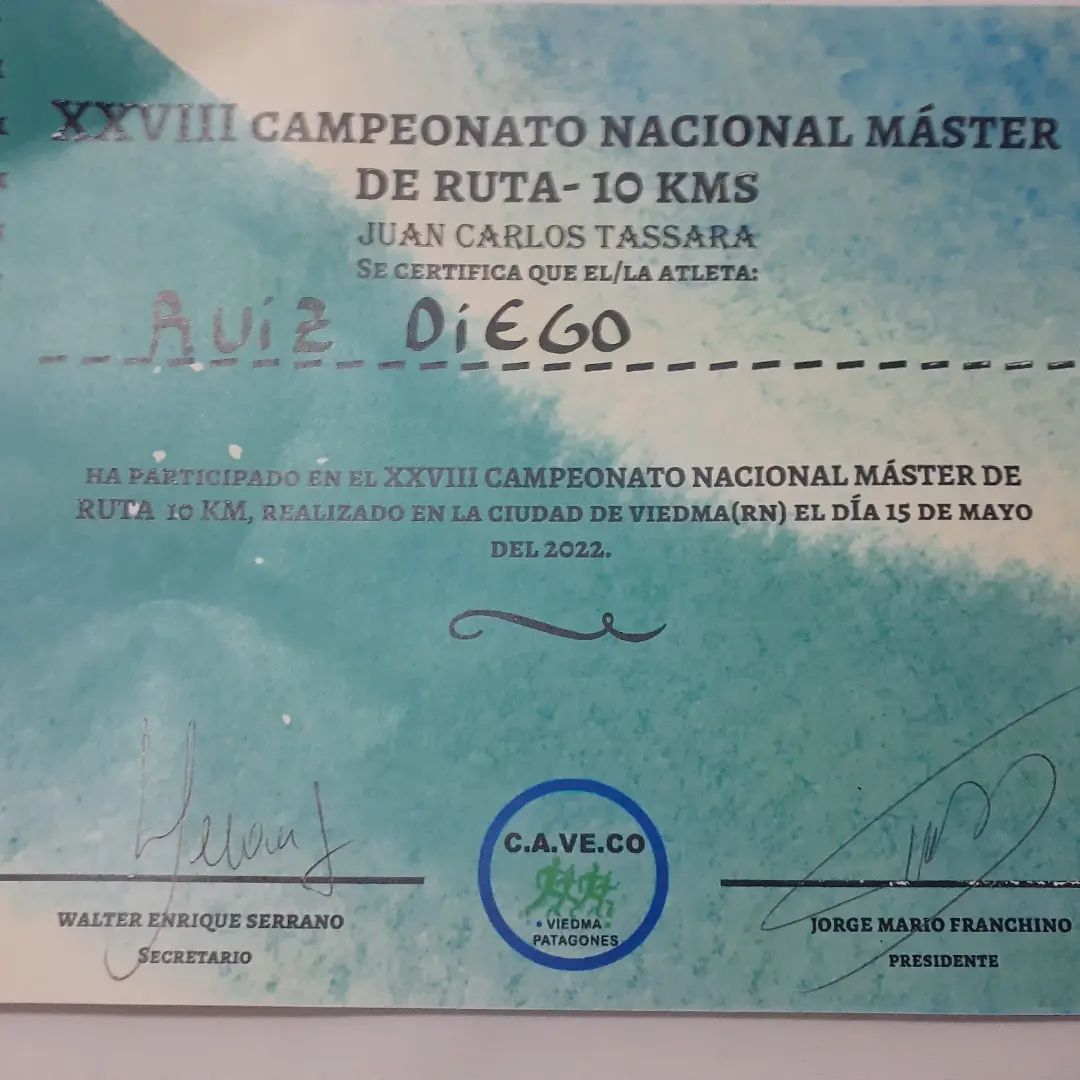 XXVIII CAMPEONATO NACIONAL MÁSTER
DE RUTA- 10 KMS
JUAN CARLOS TASSARA
SE CERTIFICA QUE EL/LA ATLETA:
RUíZ DíEGO
HA PARTICIPADO EN EL XXVIII CAMPEONATO NACIONAL MÁSTER DE
RUTA 10 KM, REALIZADO EN LA CIUDAD DE VIEDMA(RN) EL DÍA 15 DE MAYO
DEL 2022.
C.A.VE.CO
VIEDMA
PATAGONES
WALTER ENRIQUE SERRANO
SECRETARIO
JORGE MARIO FRANCHINO
PRESIDENTE